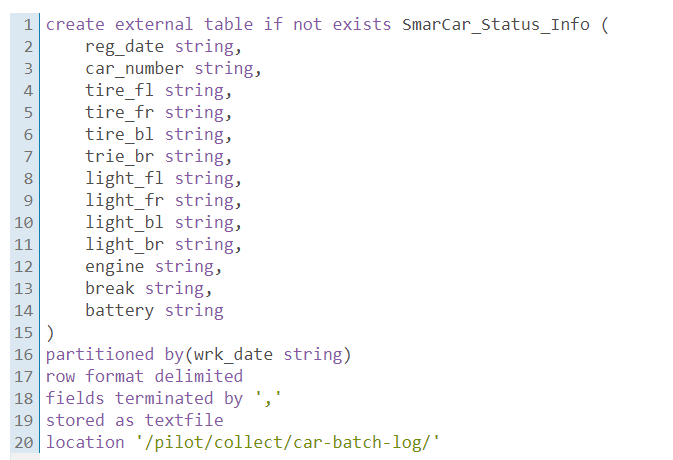 1 create external table if not exists SmarCar_Status_Info (
2     reg_date string,
3     car_number string,
4     tire_fl string,
5     tire_fr string,
6     tire_bl string,
7     trie_br string,
8     light_fl string,
9     light_fr string,
10     light_bl string,
11     light_br string,
12     engine string,
13     break string,
14     battery string
15 )
16 partitioned by(wrk_date string)
17 row format delimited
18 fields terminated by ','
19 stored as textfile
20 location '/pilot/collect/car-batch-log/'